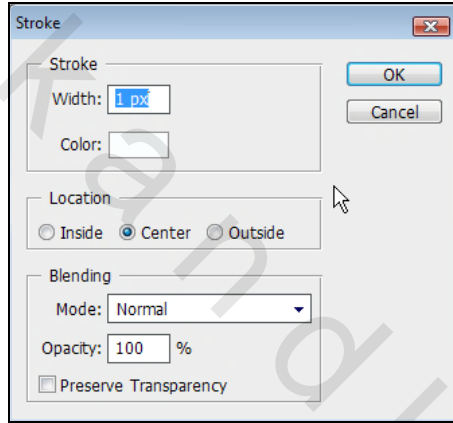 Stroke
Stroke
OK
Width: 1 px
Cancel
Color:
Location
Inside Center Outside
Blending
Mode: Normal
Opacity: 100 %
Preserve Transparency